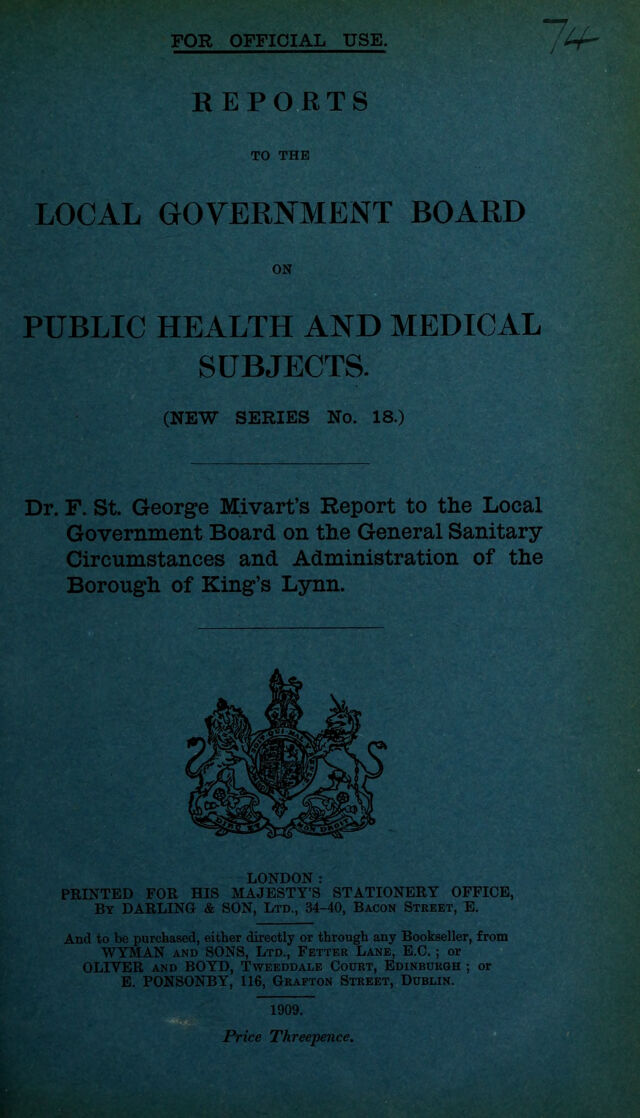 FOR OFFICIAL USE.
74
REPORTS
TO THE
LOCAL GOVERNMENT BOARD
ON
PUBLIC HEALTH AND MEDICAL
SUBJECTS.
(NEW SERIES No. 18.)
Dr. F. St. George Mivart's Report to the Local
Government Board on the General Sanitary
Circumstances and Administration of the
Borough of King's Lynn.
LONDON:
PRINTED FOR HIS MAJESTY'S STATIONERY OFFICE,
BY DARLING & SON, LTD., 34-40, BACON STREET, E.
And to be purchased, either directly or through any Bookseller, from
WYMAN AND SONS, LTD., FETTER LANE, E.C.; or
OLIVER AND BOYD, TWEEDDALE COURT, EDINBURGH; or
E. PONSONBY, 116, GRAFTON STREET, DUBLIN.
1909.
Price Threepence.